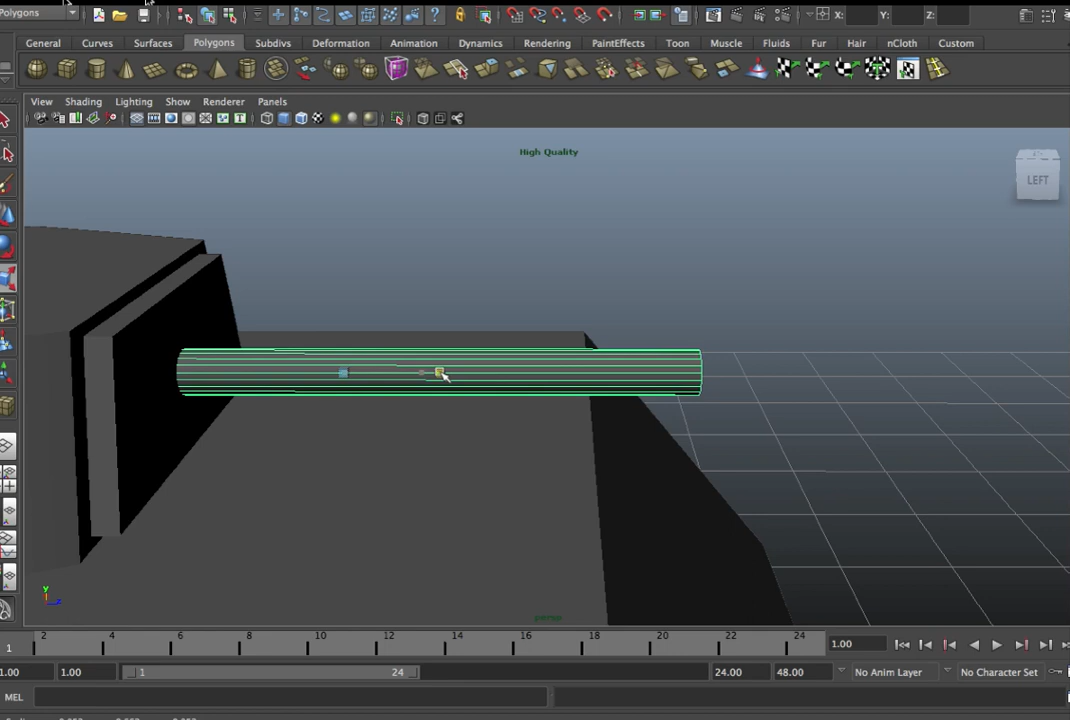 Polygons X: Y: Z:
General Curves Surfaces Polygons Subdivs Deformation Animation Dynamics Rendering PaintEffects Toon Muscle Fluids Fur Hair nCloth Custom
View Shading Lighting Show Renderer Panels
High Quality
LEFT
Y
Z
persp
2 4 6 8 10 12 14 16 18 20 22 24
1 1.00
1.00 1.00 1 24 24.00 48.00 No Anim Layer No Character Set
MEL